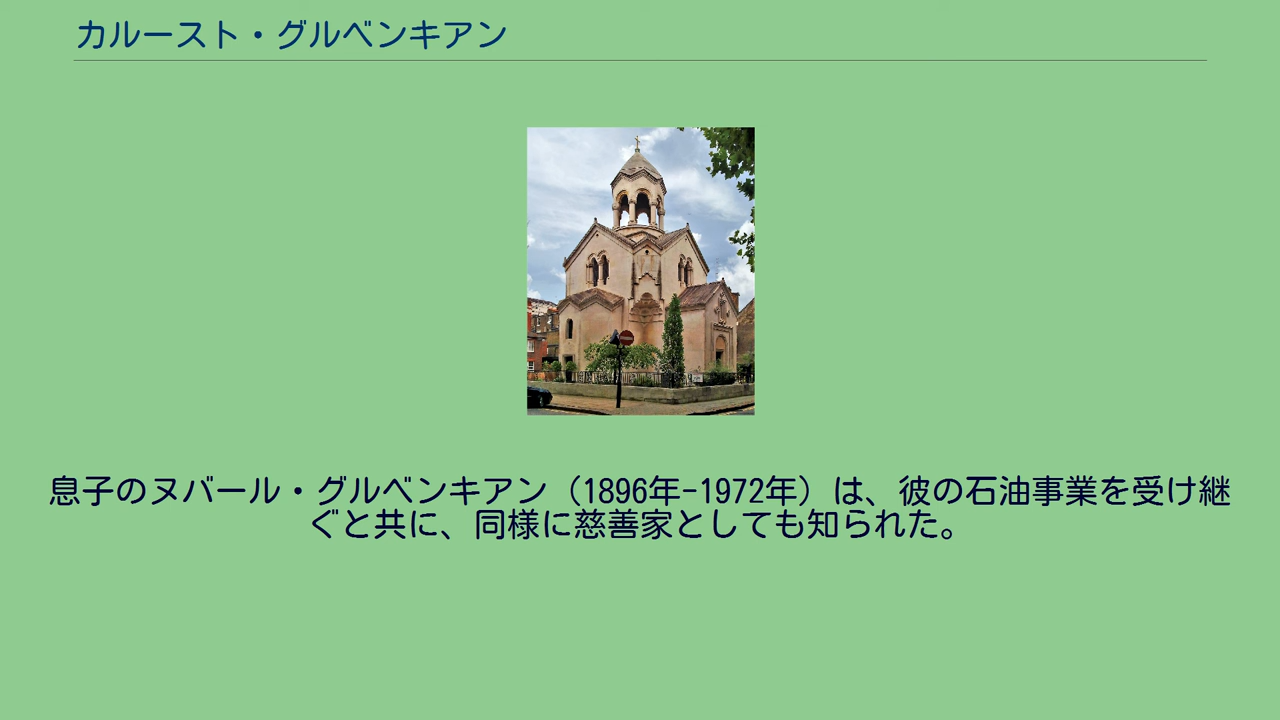 カルースト・グルベンキアン
息子のヌバール・グルベンキアン（1896年-1972年）は、彼の石油事業を受け継
ぐと共に、同様に慈善家としても知られた。